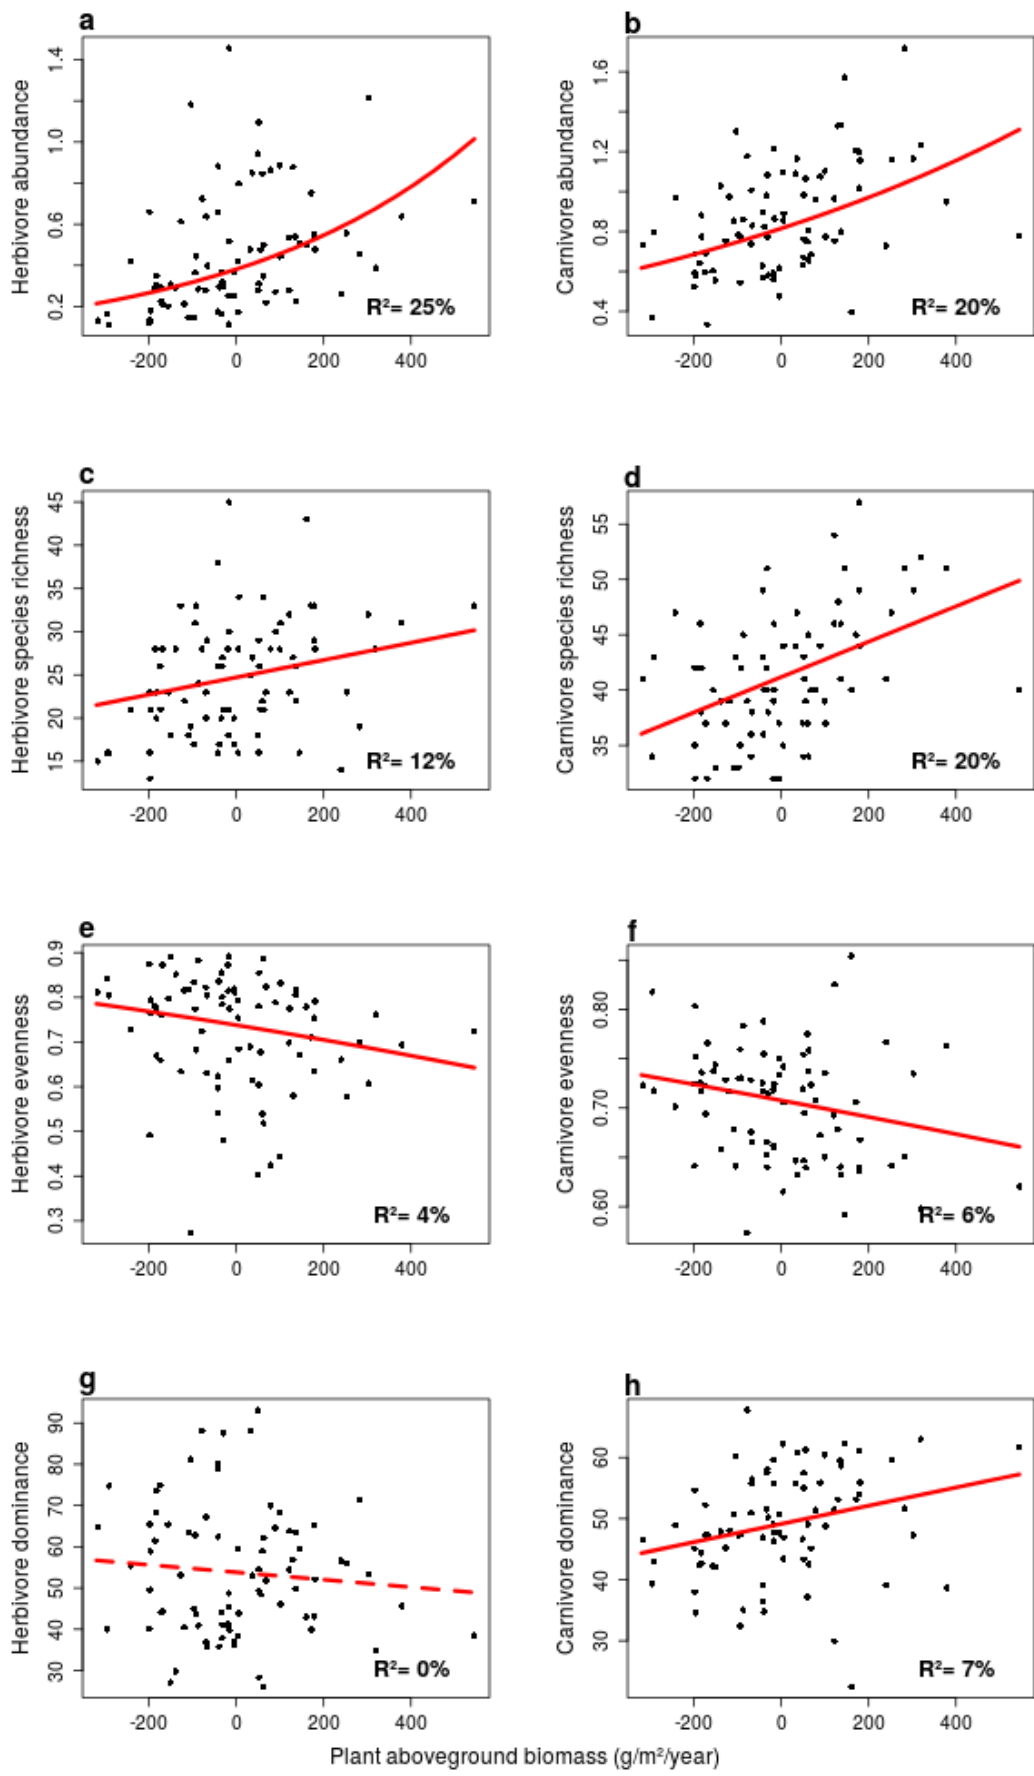 a
Herbivore abundance
1.4
1.0
0.6
0.2
R²= 25%
-200 0 200 400
b
Carnivore abundance
1.6
1.2
0.8
0.4
R²= 20%
-200 0 200 400
c
Herbivore species richness
45
40
35
30
25
20
15
R²= 12%
-200 0 200 400
d
Carnivore species richness
55
50
45
40
35
R²= 20%
-200 0 200 400
e
Herbivore evenness
0.9
0.8
0.7
0.6
0.5
0.4
0.3
R²= 4%
-200 0 200 400
f
Carnivore evenness
0.80
0.70
0.60
R²= 6%
-200 0 200 400
g
Herbivore dominance
90
80
70
60
50
40
30
R²= 0%
-200 0 200 400
h
Carnivore dominance
60
50
40
30
R²= 7%
-200 0 200 400
Plant aboveground biomass (g/m²/year)